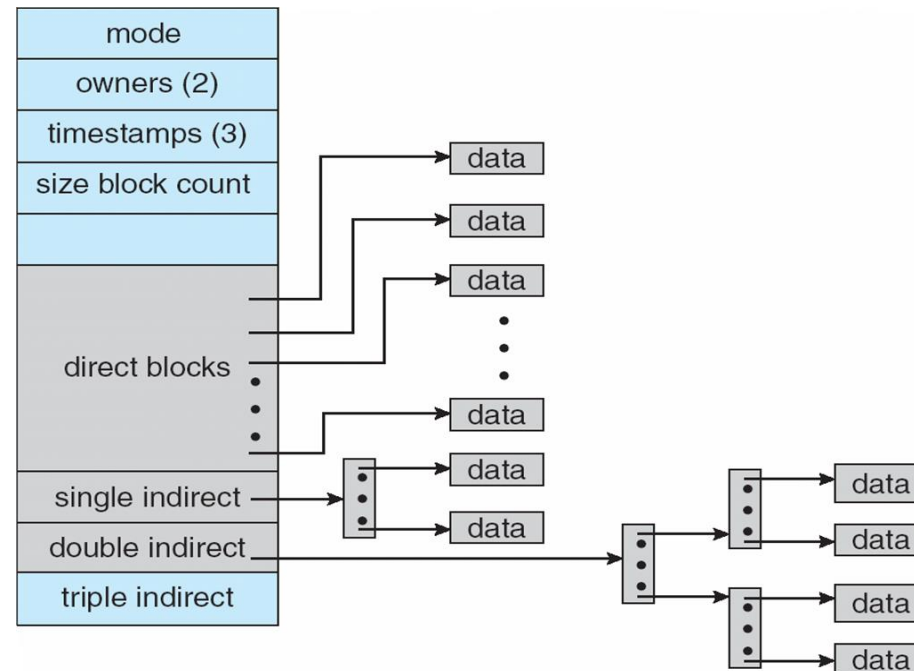 mode
owners (2)
timestamps (3)
size block count
direct blocks
single indirect
double indirect
triple indirect
data
data
data
data
data
data
data
data
data
data